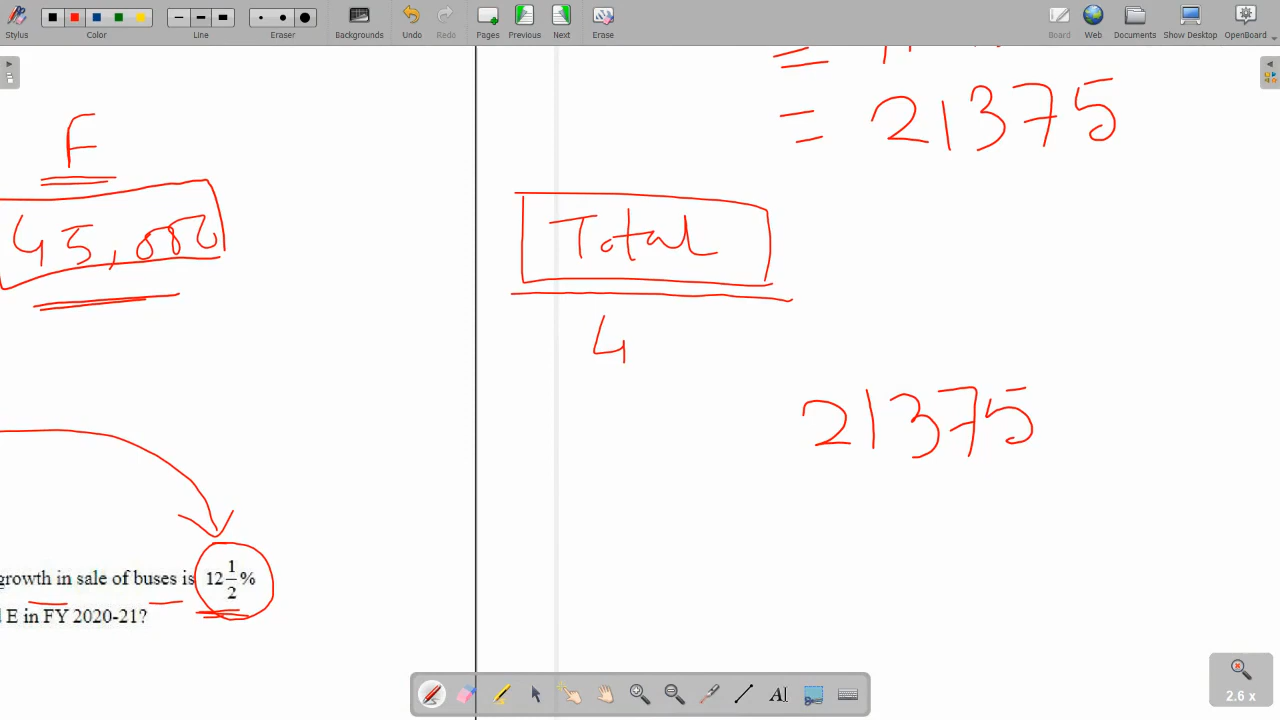 Stylus
Color
Line
Eraser
Backgrounds
Undo
Redo
Pages
Previous
Next
Erase
Board
Web
Documents
Show Desktop
OpenBoard
= 21375
F
45,000
Total
4
21375
growth in sale of buses is 12 1/2 %
E in FY 2020-21?
2.6 x